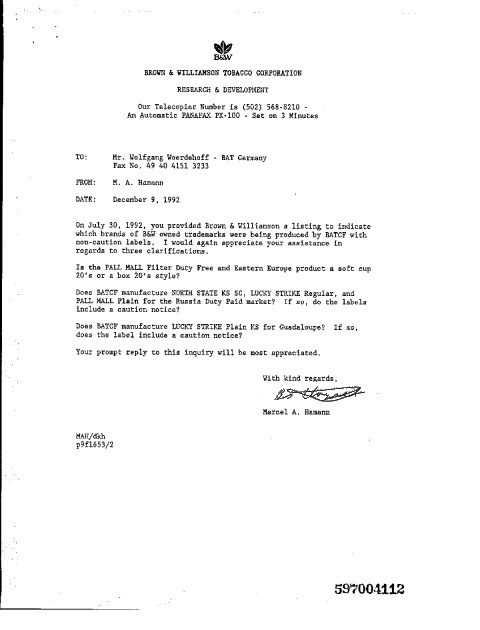 B&W
BROWN & WILLIAMSON TOBACCO CORPORATION
RESEARCH & DEVELOPMENT
Our Telecopier Number is (502) 568-8210 -
An Automatic PANAFAX PX-100 - Set on 3 Minutes
TO: Mr. Wolfgang Woerdehoff - BAT Germany
Fax No. 49 40 4151 3233
FROM: M. A. Hamann
DATE: December 9, 1992
On July 30, 1992, you provided Brown & Williamson a listing to indicate
which brands of B&W owned trademarks were being produced by BATCF with
non-caution labels. I would again appreciate your assistance in
regards to three clarifications.
Is the PALL MALL Filter Duty Free and Eastern Europe product a soft cup
20's or a box 20's style?
Does BATCF manufacture NORTH STATE KS SC, LUCKY STRIKE Regular, and
PALL MALL Plain for the Russia Duty Paid market? If so, do the labels
include a caution notice?
Does BATCF manufacture LUCKY STRIKE Plain KS for Guadaloupe? If so,
does the label include a caution notice?
Your prompt reply to this inquiry will be most appreciated.
With kind regards,
Marcel A. Hamann
MAH/dkh
p9f1653/2
597004112